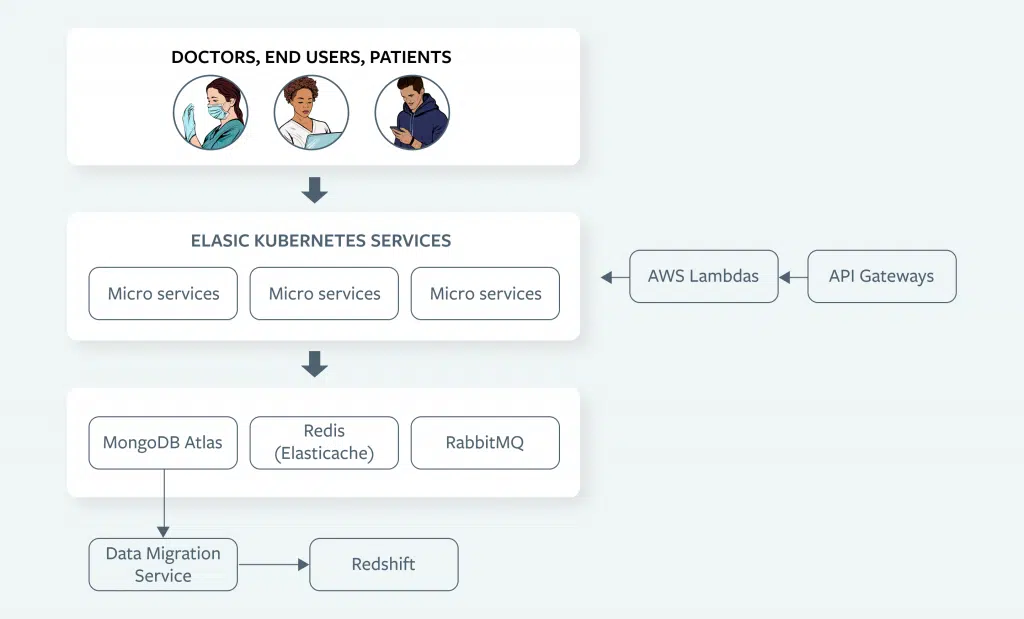 DOCTORS, END USERS, PATIENTS
ELASIC KUBERNETES SERVICES
Micro services
Micro services
Micro services
AWS Lambdas
API Gateways
MongoDB Atlas
Redis
(Elasticache)
RabbitMQ
Data Migration
Service
Redshift